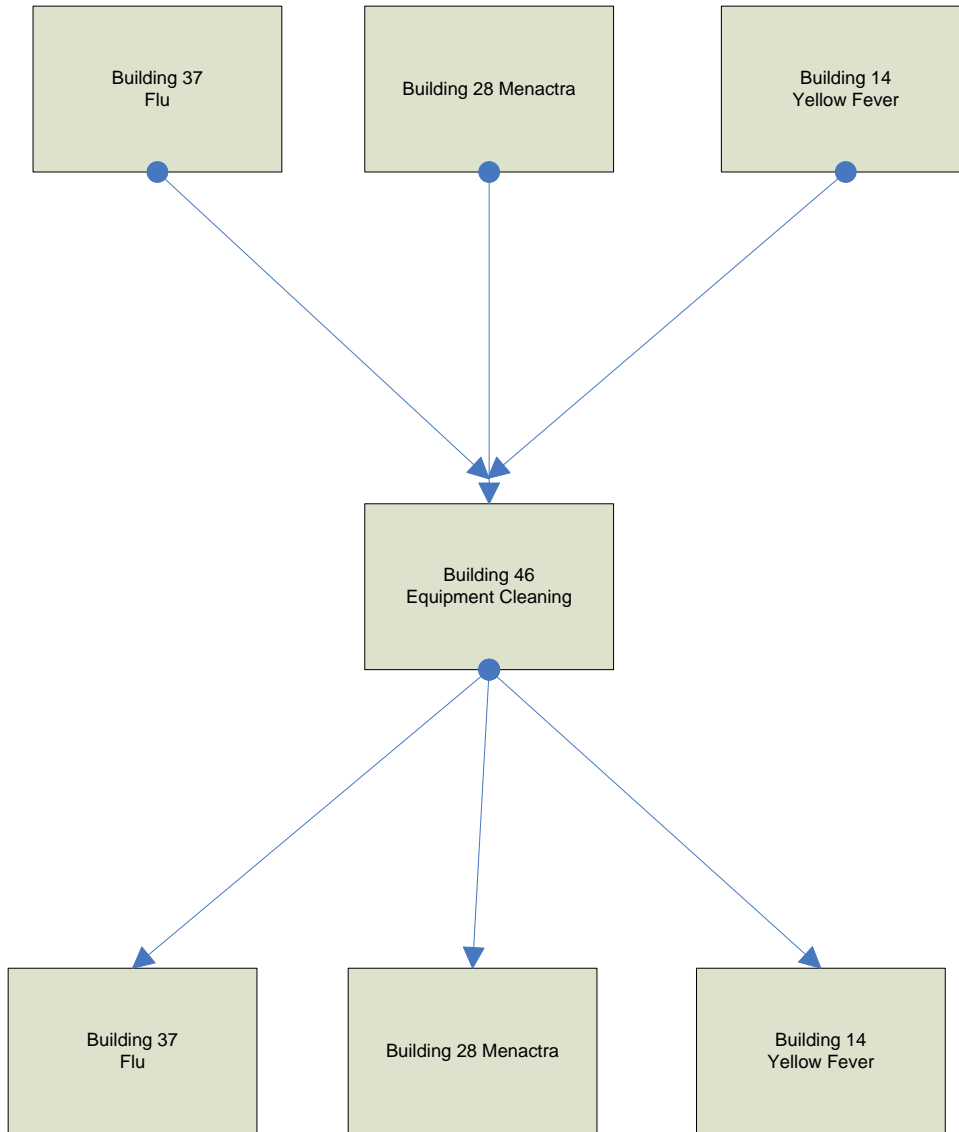 Building 37
Flu
Building 28 Menactra
Building 14
Yellow Fever
Building 46
Equipment Cleaning
Building 37
Flu
Building 28 Menactra
Building 14
Yellow Fever